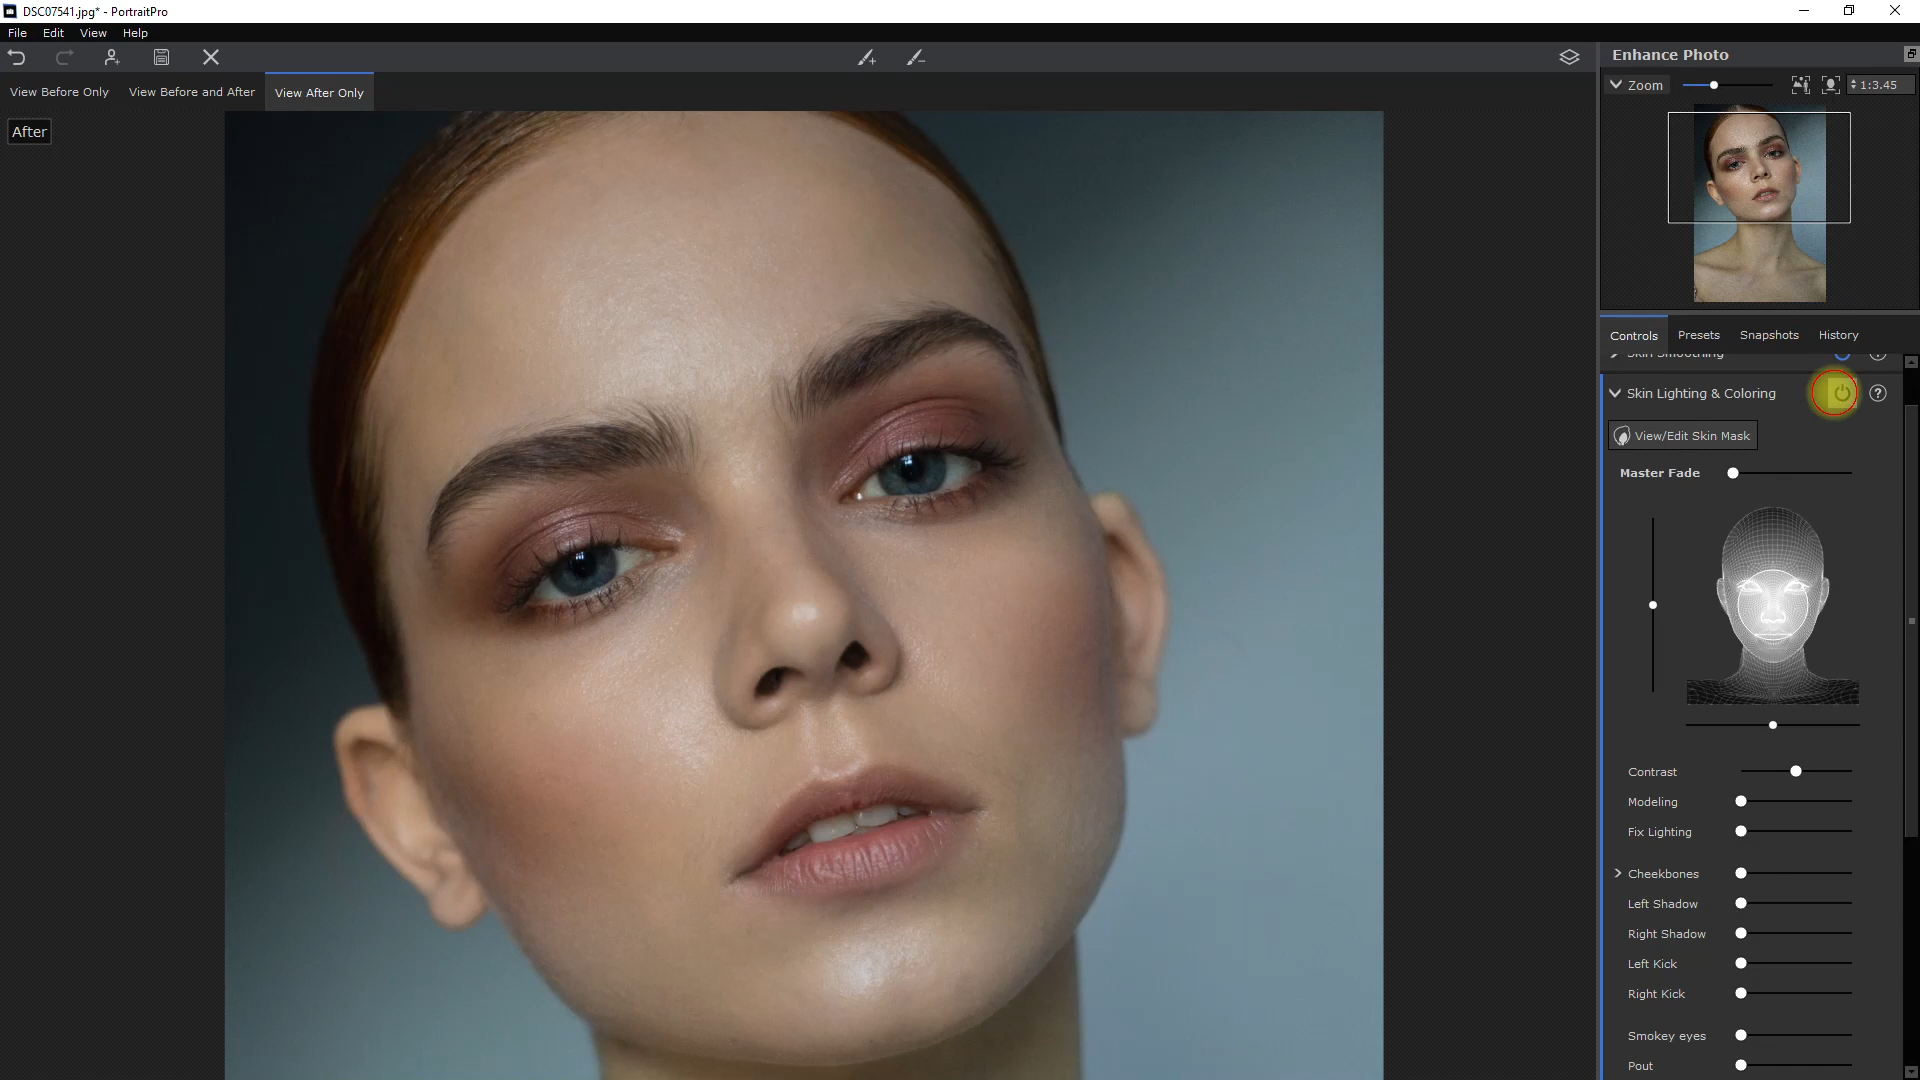 DSC07541.jpg* - PortraitPro
File Edit View Help
Enhance Photo
View Before Only View Before and After View After Only
Zoom 1:3.45
After
Controls Presets Snapshots History
Skin Smoothing
Skin Lighting & Coloring ?
View/Edit Skin Mask
Master Fade
Contrast
Modeling
Fix Lighting
Cheekbones
Left Shadow
Right Shadow
Left Kick
Right Kick
Smokey eyes
Pout